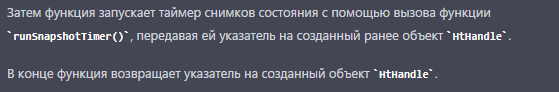 Затем функция запускает таймер снимков состояния с помощью вызова функции
`runSnapshotTimer()`, передавая ей указатель на созданный ранее объект `HtHandle`.
В конце функция возвращает указатель на созданный объект `HtHandle`.